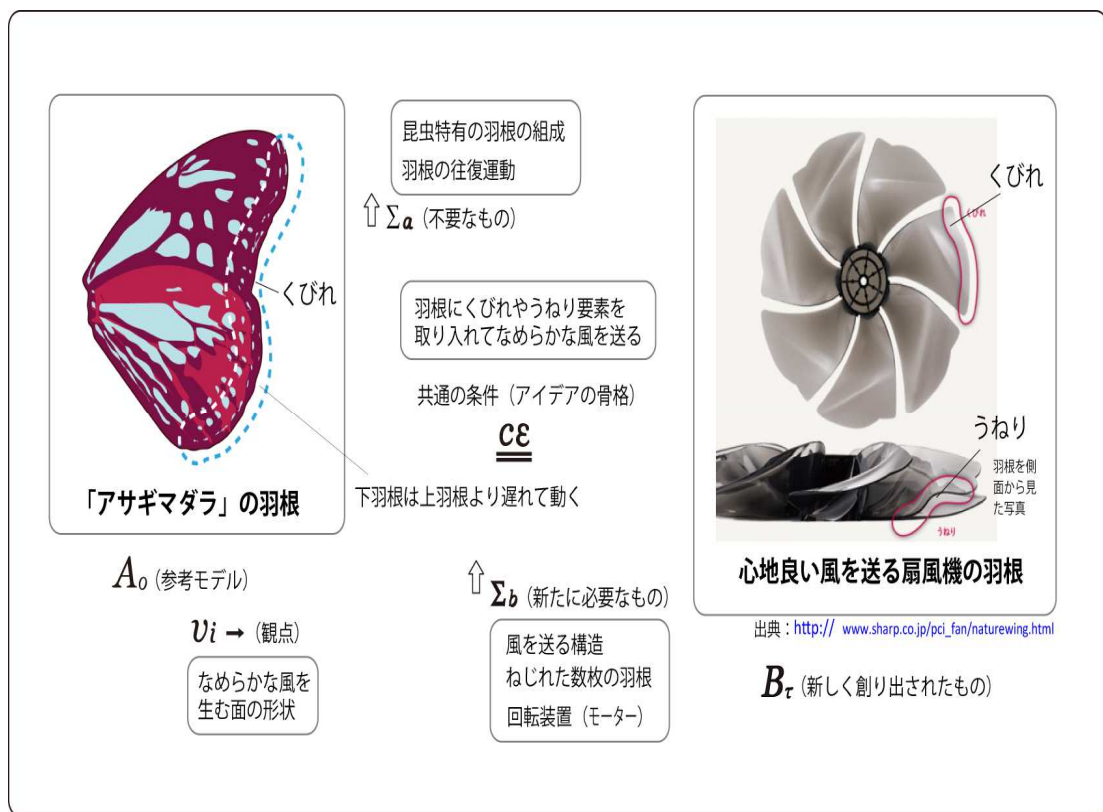 くびれ
下羽根は上羽根より遅れて動く
「アサギマダラ」の羽根
A₀（参考モデル）
υi → （観点）
なめらかな風を
生む面の形状
昆虫特有の羽根の組成
羽根の往復運動
⇧ Σa（不要なもの）
羽根にくびれやうねり要素を
取り入れてなめらかな風を送る
共通の条件（アイデアの骨格）
CE
⇧ Σb（新たに必要なもの）
風を送る構造
ねじれた数枚の羽根
回転装置（モーター）
くびれ
くびれ
うねり
羽根を側
面から見
た写真
うねり
心地良い風を送る扇風機の羽根
出典：http:// www.sharp.co.jp/pci_fan/naturewing.html
Bτ（新しく創り出されたもの）